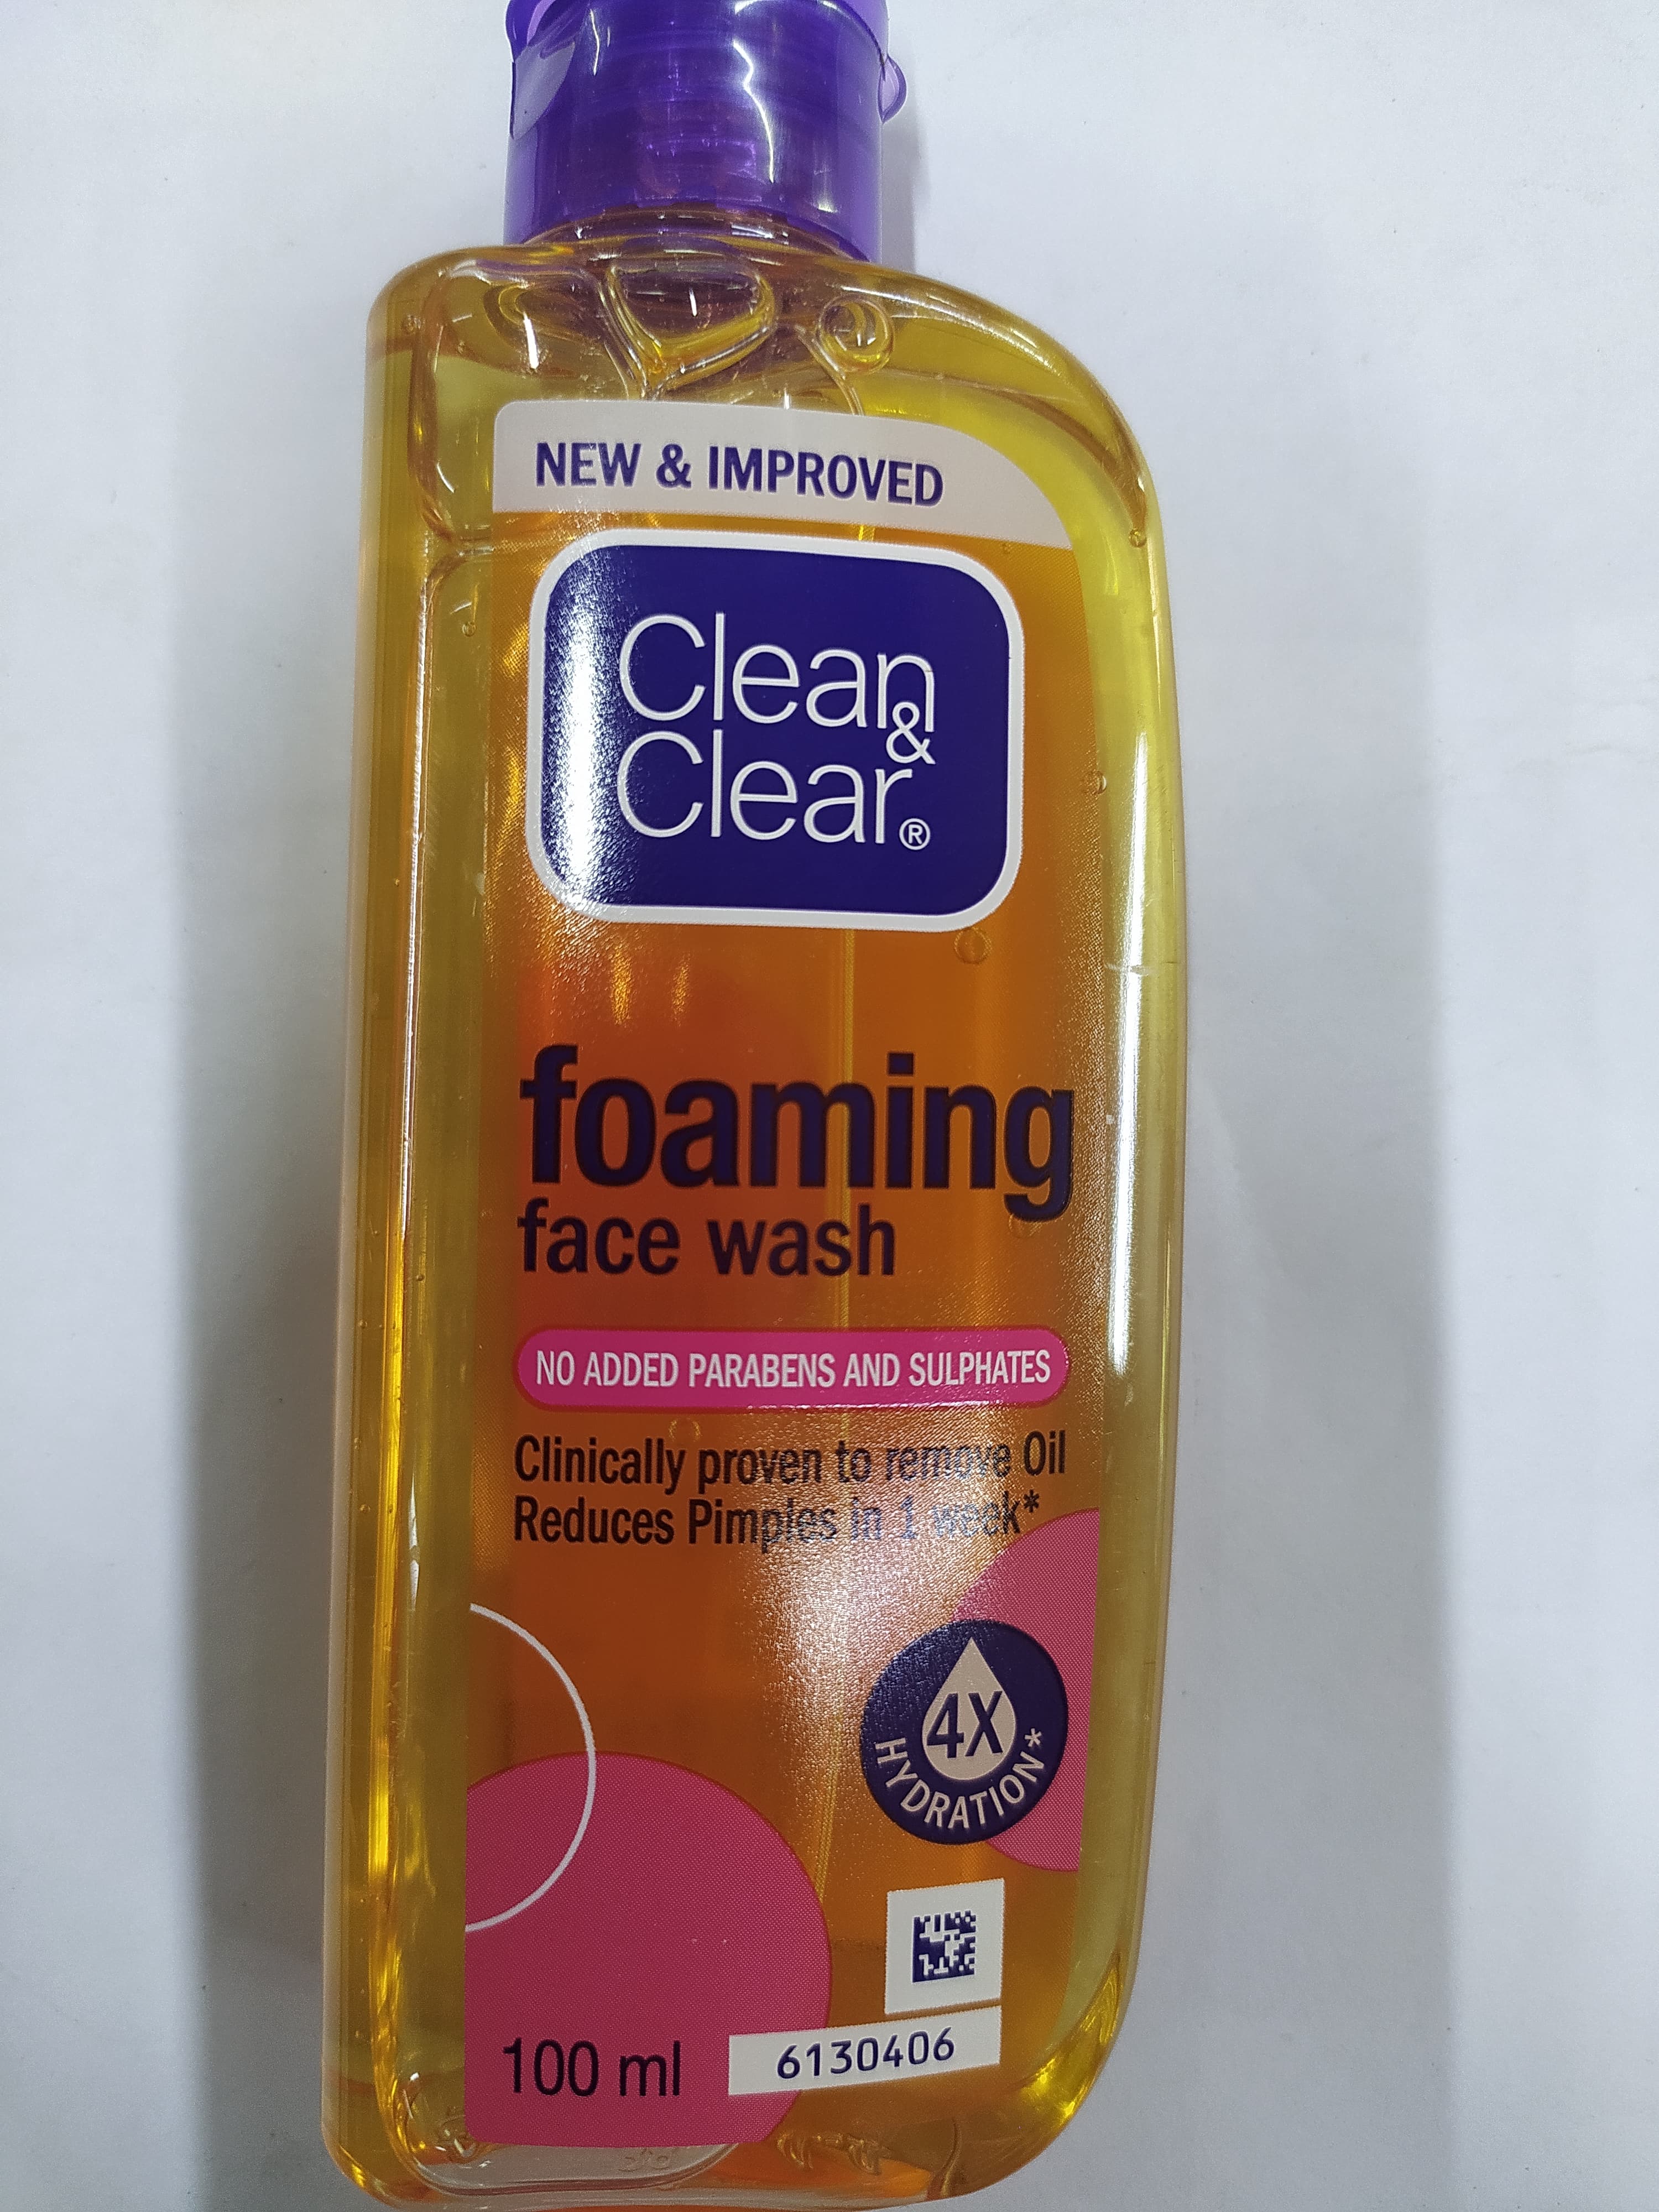 NEW & IMPROVED
Clean
&
Clear®
foaming
face wash
NO ADDED PARABENS AND SULPHATES
Clinically proven to remove Oil
Reduces Pimples in 1 week*
4X
HYDRATION*
100 ml
6130406